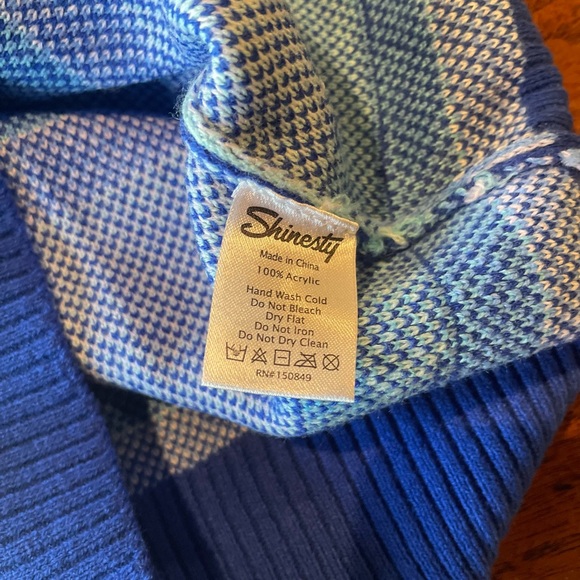 Shinesty
Made in China
100% Acrylic
Hand Wash Cold
Do Not Bleach
Dry Flat
Do Not Iron
Do Not Dry Clean
RN#150849